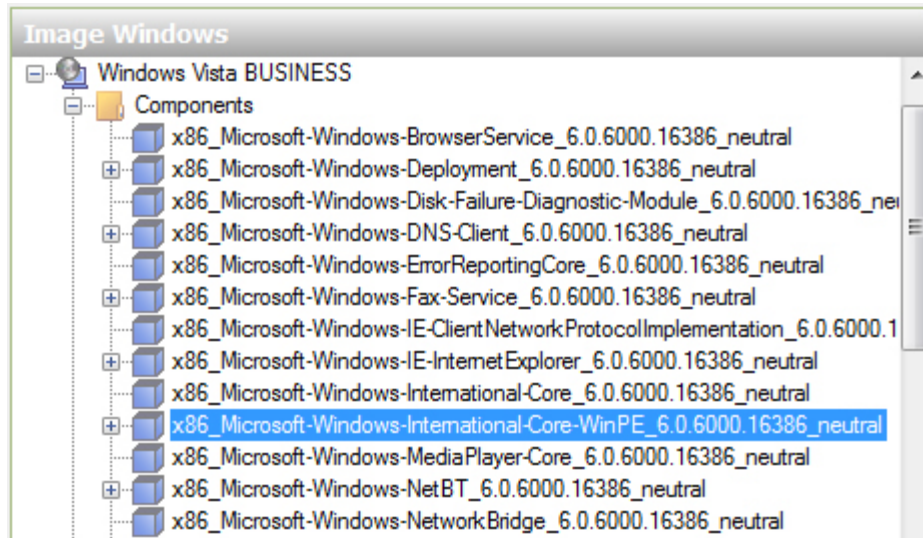 Image Windows
Windows Vista BUSINESS
Components
x86_Microsoft-Windows-BrowserService_6.0.6000.16386_neutral
x86_Microsoft-Windows-Deployment_6.0.6000.16386_neutral
x86_Microsoft-Windows-Disk-Failure-Diagnostic-Module_6.0.6000.16386_neu
x86_Microsoft-Windows-DNS-Client_6.0.6000.16386_neutral
x86_Microsoft-Windows-ErrorReportingCore_6.0.6000.16386_neutral
x86_Microsoft-Windows-Fax-Service_6.0.6000.16386_neutral
x86_Microsoft-Windows-IE-ClientNetworkProtocolImplementation_6.0.6000.1
x86_Microsoft-Windows-IE-InternetExplorer_6.0.6000.16386_neutral
x86_Microsoft-Windows-International-Core_6.0.6000.16386_neutral
x86_Microsoft-Windows-International-Core-WinPE_6.0.6000.16386_neutral
x86_Microsoft-Windows-MediaPlayer-Core_6.0.6000.16386_neutral
x86_Microsoft-Windows-NetBT_6.0.6000.16386_neutral
x86_Microsoft-Windows-NetworkBridge_6.0.6000.16386_neutral